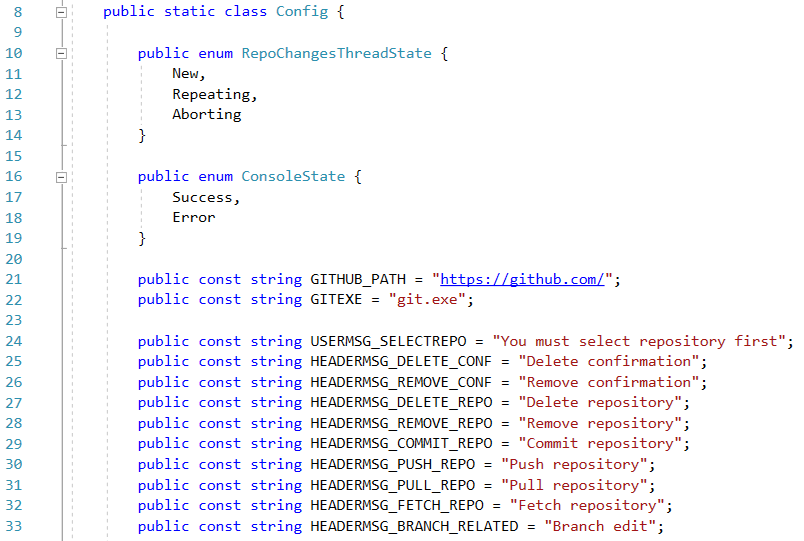 8 public static class Config {
9
10 public enum RepoChangesThreadState {
11 New,
12 Repeating,
13 Aborting
14 }
15
16 public enum ConsoleState {
17 Success,
18 Error
19 }
20
21 public const string GITHUB_PATH = "https://github.com/";
22 public const string GITEXE = "git.exe";
23
24 public const string USERMSG_SELECTREPO = "You must select repository first";
25 public const string HEADERMSG_DELETE_CONF = "Delete confirmation";
26 public const string HEADERMSG_REMOVE_CONF = "Remove confirmation";
27 public const string HEADERMSG_DELETE_REPO = "Delete repository";
28 public const string HEADERMSG_REMOVE_REPO = "Remove repository";
29 public const string HEADERMSG_COMMIT_REPO = "Commit repository";
30 public const string HEADERMSG_PUSH_REPO = "Push repository";
31 public const string HEADERMSG_PULL_REPO = "Pull repository";
32 public const string HEADERMSG_FETCH_REPO = "Fetch repository";
33 public const string HEADERMSG_BRANCH_RELATED = "Branch edit";